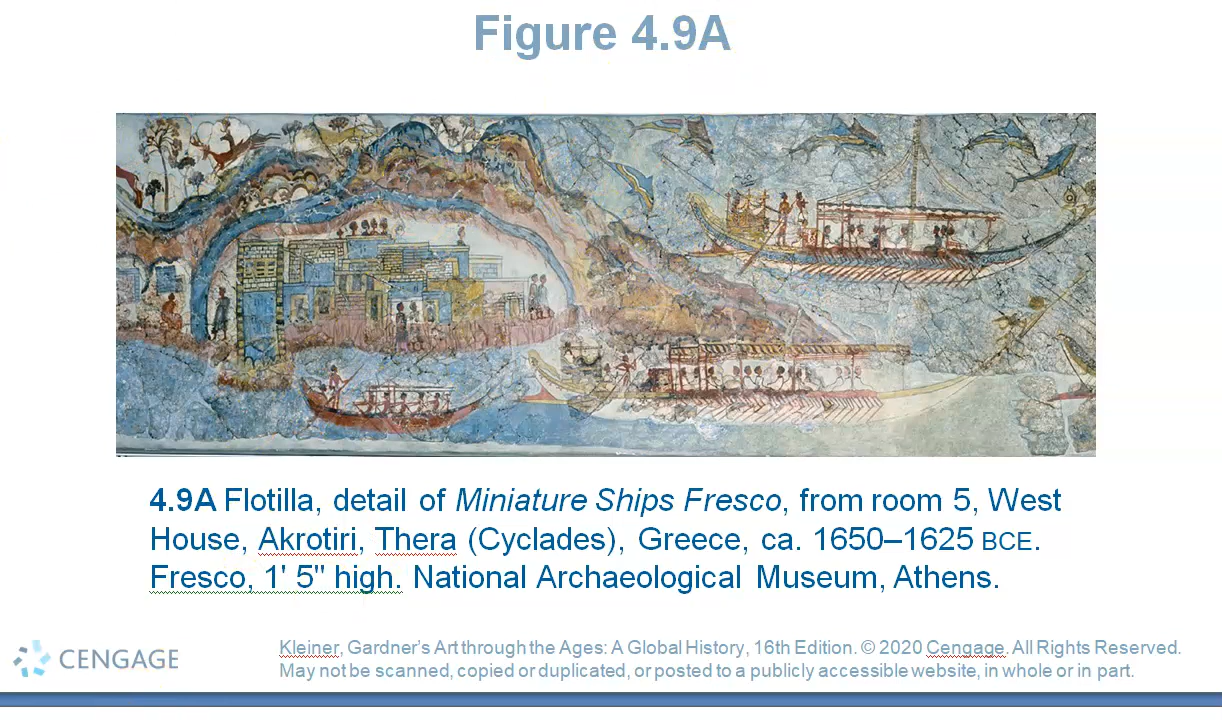 Figure 4.9A
4.9A Flotilla, detail of Miniature Ships Fresco, from room 5, West
House, Akrotiri, Thera (Cyclades), Greece, ca. 1650–1625 BCE.
Fresco, 1' 5" high. National Archaeological Museum, Athens.
CENGAGE
Kleiner, Gardner's Art through the Ages: A Global History, 16th Edition. © 2020 Cengage. All Rights Reserved.
May not be scanned, copied or duplicated, or posted to a publicly accessible website, in whole or in part.